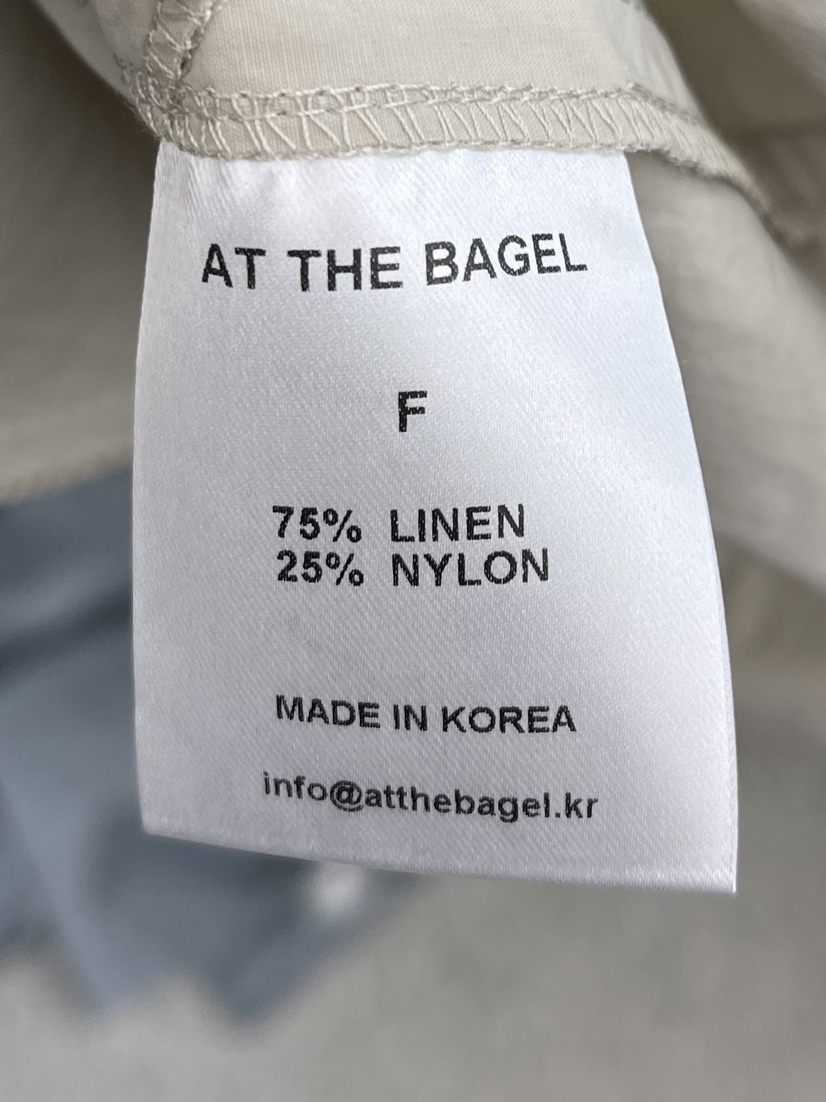 AT THE BAGEL
F
75% LINEN
25% NYLON
MADE IN KOREA
info@atthebagel.kr